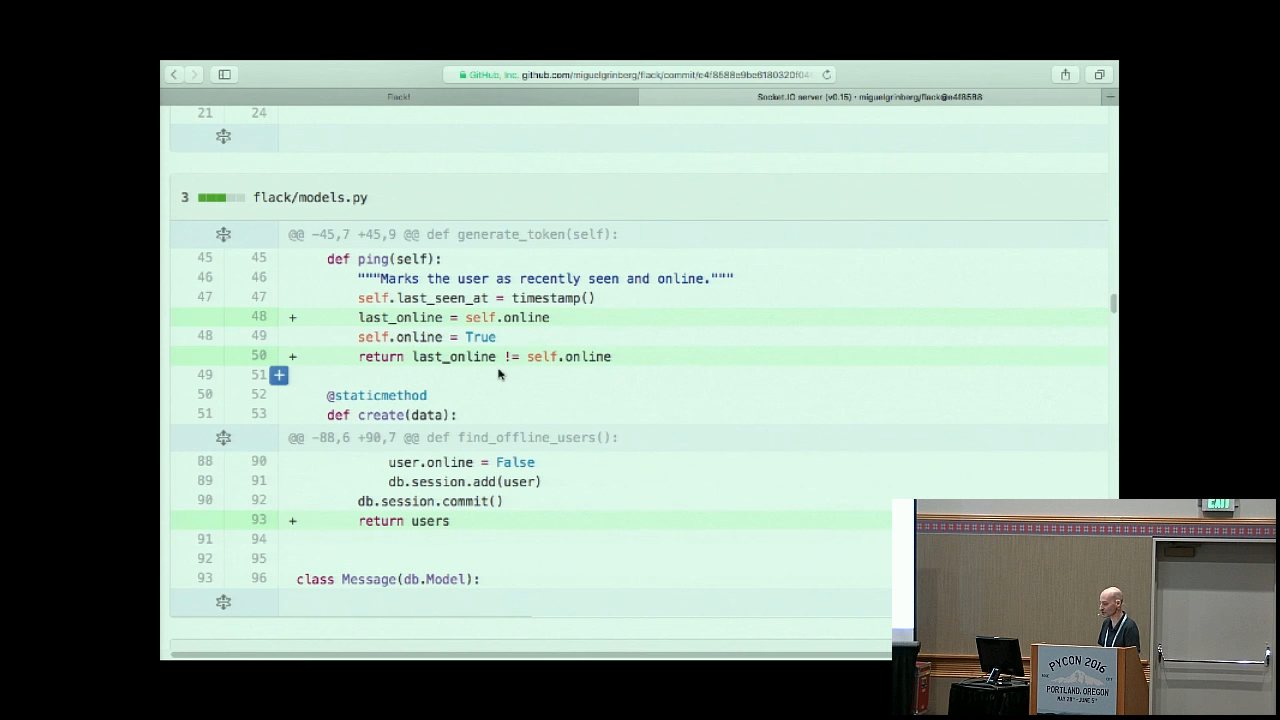 GitHub, Inc. github.com/miguelgrinberg/flack/commit/e4f8588e9be6180320f04
Flack!
Socket.IO server (v0.15) · miguelgrinberg/flack@e4f8588
21 24
3 flack/models.py
@@ -45,7 +45,9 @@ def generate_token(self):
45 45 def ping(self):
46 46 """Marks the user as recently seen and online."""
47 47 self.last_seen_at = timestamp()
48 + last_online = self.online
48 49 self.online = True
50 + return last_online != self.online
49 51 +
50 52 @staticmethod
51 53 def create(data):
@@ -88,6 +90,7 @@ def find_offline_users():
88 90 user.online = False
89 91 db.session.add(user)
90 92 db.session.commit()
93 + return users
91 94
92 95
93 96 class Message(db.Model):
EXIT
PYCON 2016
PORTLAND, OREGON
MAY 28TH - JUNE 5TH